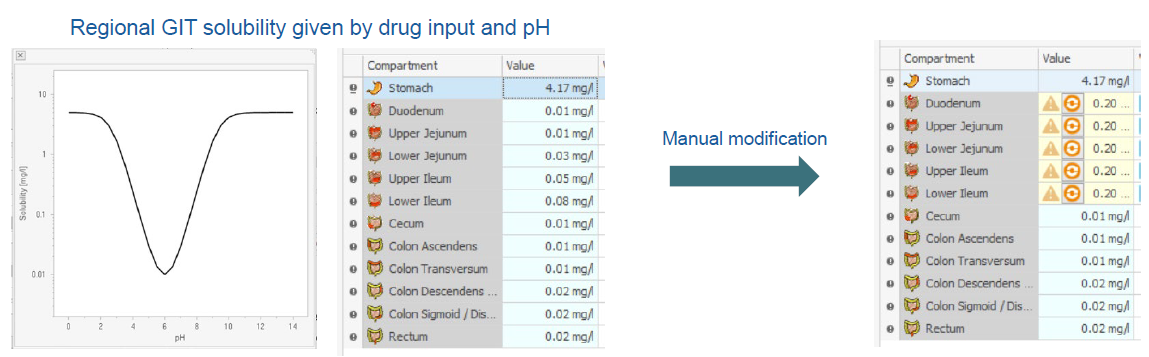 Regional GIT solubility given by drug input and pH
Solubility [mg/l]
10
1
0.1
0.01
0 2 4 6 8 10 12 14
pH
Compartment Value
Stomach 4.17 mg/l
Duodenum 0.01 mg/l
Upper Jejunum 0.01 mg/l
Lower Jejunum 0.03 mg/l
Upper Ileum 0.05 mg/l
Lower Ileum 0.08 mg/l
Cecum 0.01 mg/l
Colon Ascendens 0.01 mg/l
Colon Transversum 0.01 mg/l
Colon Descendens ... 0.02 mg/l
Colon Sigmoid / Dis... 0.02 mg/l
Rectum 0.02 mg/l
Manual modification
Compartment Value
Stomach 4.17 mg/l
Duodenum 0.20 ...
Upper Jejunum 0.20 ...
Lower Jejunum 0.20 ...
Upper Ileum 0.20 ...
Lower Ileum 0.20 ...
Cecum 0.01 mg/l
Colon Ascendens 0.01 mg/l
Colon Transversum 0.01 mg/l
Colon Descendens ... 0.02 mg/l
Colon Sigmoid / Dis... 0.02 mg/l
Rectum 0.02 mg/l